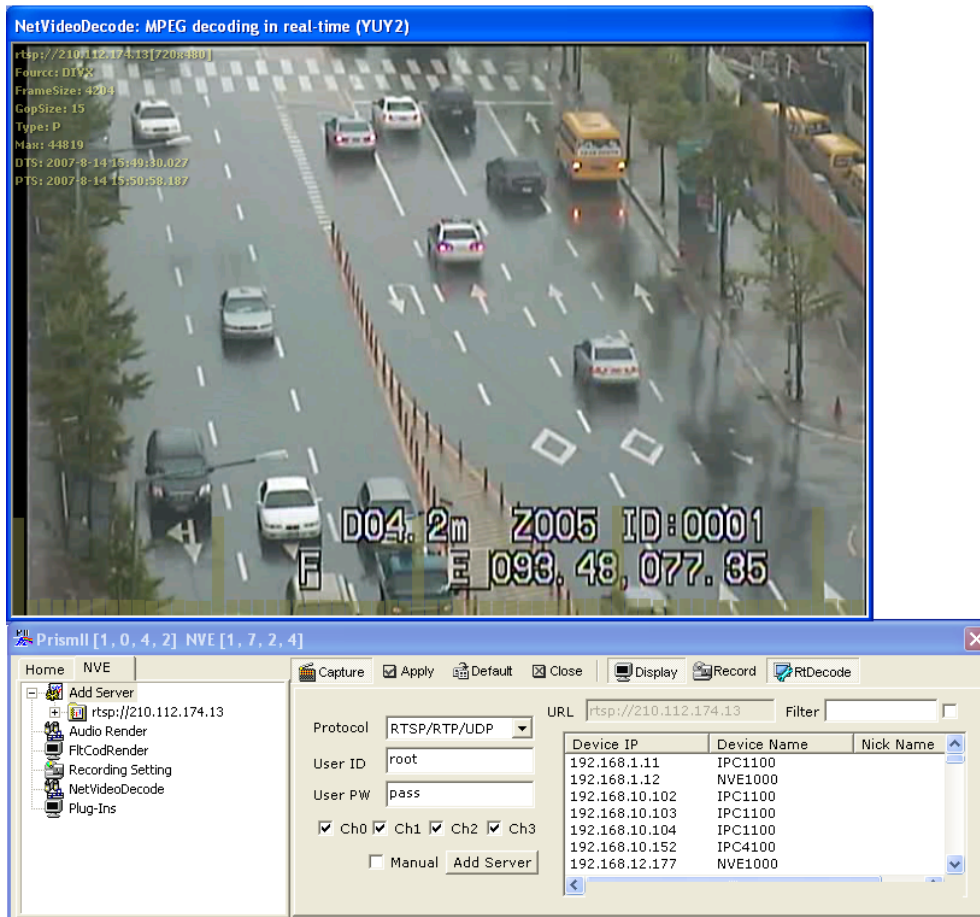 NetVideoDecode: MPEG decoding in real-time (YUY2)
rtsp://210.112.174.13[720x480]
Fourcc: DIVX
FrameSize: 4204
GopSize: 15
Type: P
Max: 44819
DTS: 2007-8-14 15:49:30.027
PTS: 2007-8-14 15:50:58.187
D04.2m Z005 ID:0001
F E 093.48,077.35
PrismII [1, 0, 4, 2] NVE [1, 7, 2, 4]
Home NVE
Capture Apply Default Close Display Record RtDecode
Add Server
rtsp://210.112.174.13
Audio Render
FltCodRender
Recording Setting
NetVideoDecode
Plug-Ins
Protocol RTSP/RTP/UDP
User ID root
User PW pass
Ch0 Ch1 Ch2 Ch3
Manual Add Server
URL rtsp://210.112.174.13 Filter
Device IP Device Name Nick Name
192.168.1.11 IPC1100
192.168.1.12 NVE1000
192.168.10.102 IPC1100
192.168.10.103 IPC1100
192.168.10.104 IPC1100
192.168.10.152 IPC4100
192.168.12.177 NVE1000